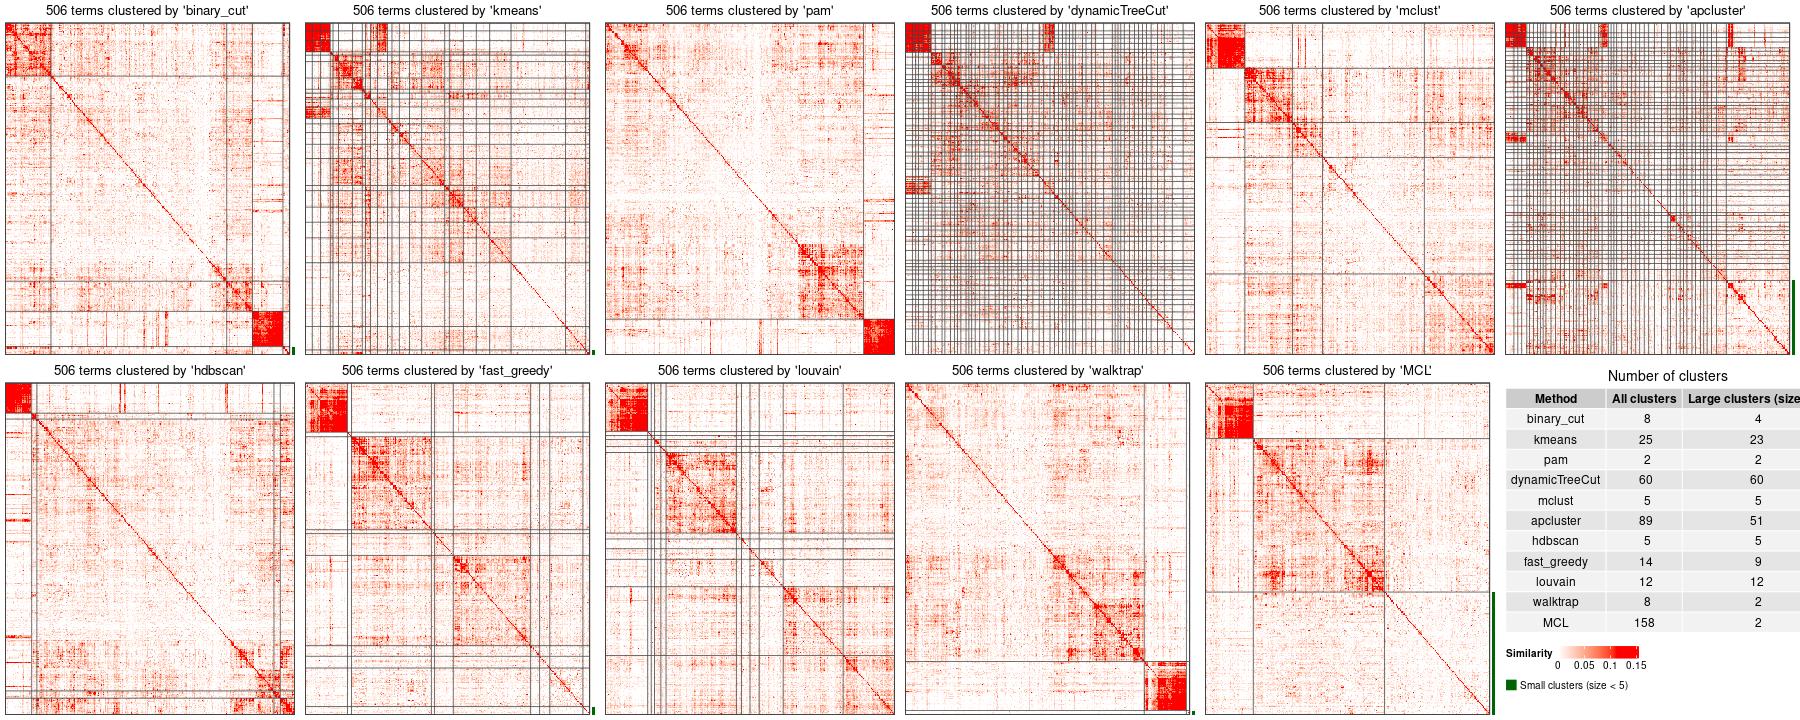 506 terms clustered by 'binary_cut'
506 terms clustered by 'kmeans'
506 terms clustered by 'pam'
506 terms clustered by 'dynamicTreeCut'
506 terms clustered by 'mclust'
506 terms clustered by 'apcluster'
506 terms clustered by 'hdbscan'
506 terms clustered by 'fast_greedy'
506 terms clustered by 'louvain'
506 terms clustered by 'walktrap'
506 terms clustered by 'MCL'
Number of clusters
Method All clusters Large clusters (size
binary_cut 8 4
kmeans 25 23
pam 2 2
dynamicTreeCut 60 60
mclust 5 5
apcluster 89 51
hdbscan 5 5
fast_greedy 14 9
louvain 12 12
walktrap 8 2
MCL 158 2
Similarity
0 0.05 0.1 0.15
Small clusters (size < 5)